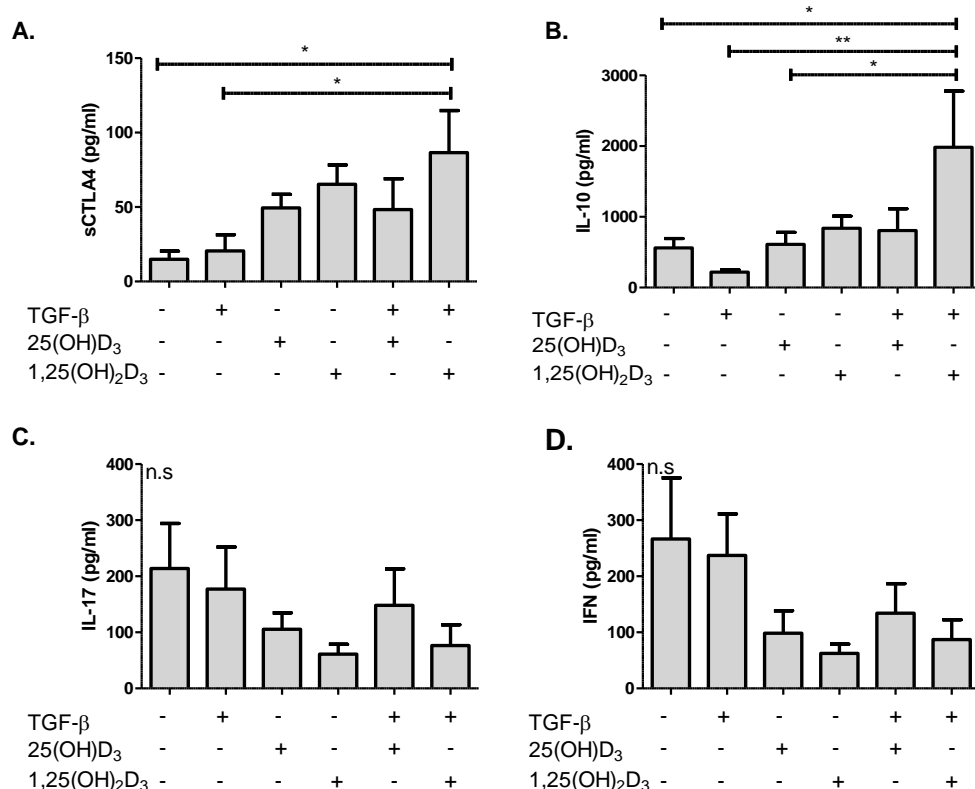 A.
*
*
150
100
50
0
sCTLA4 (pg/ml)
TGF-β - + - - + +
25(OH)D₃ - - + - + -
1,25(OH)₂D₃ - - - + - +
B.
*
**
*
3000
2000
1000
0
IL-10 (pg/ml)
TGF-β - + - - + +
25(OH)D₃ - - + - + -
1,25(OH)₂D₃ - - - + - +
C.
n.s
400
300
200
100
0
IL-17 (pg/ml)
TGF-β - + - - + +
25(OH)D₃ - - + - + -
1,25(OH)₂D₃ - - - + - +
D.
n.s
400
300
200
100
0
IFN (pg/ml)
TGF-β - + - - + +
25(OH)D₃ - - + - + -
1,25(OH)₂D₃ - - - + - +